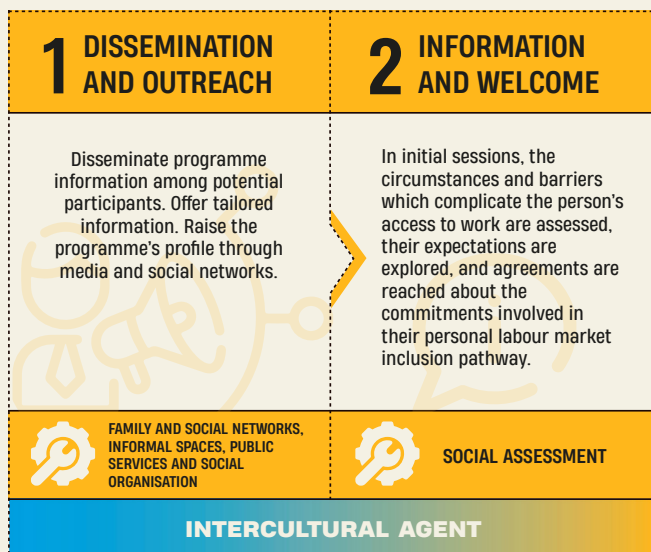 1 DISSEMINATION
AND OUTREACH
Disseminate programme
information among potential
participants. Offer tailored
information. Raise the
programme's profile through
media and social networks.
FAMILY AND SOCIAL NETWORKS,
INFORMAL SPACES, PUBLIC
SERVICES AND SOCIAL
ORGANISATION
2 INFORMATION
AND WELCOME
In initial sessions, the
circumstances and barriers
which complicate the person's
access to work are assessed,
their expectations are
explored, and agreements are
reached about the
commitments involved in
their personal labour market
inclusion pathway.
SOCIAL ASSESSMENT
INTERCULTURAL AGENT